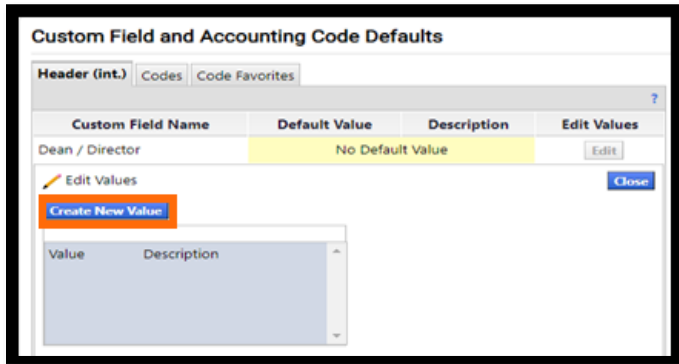 Custom Field and Accounting Code Defaults
Header (int.) Codes Code Favorites
?
Custom Field Name Default Value Description Edit Values
Dean / Director No Default Value Edit
Edit Values Close
Create New Value
Value Description